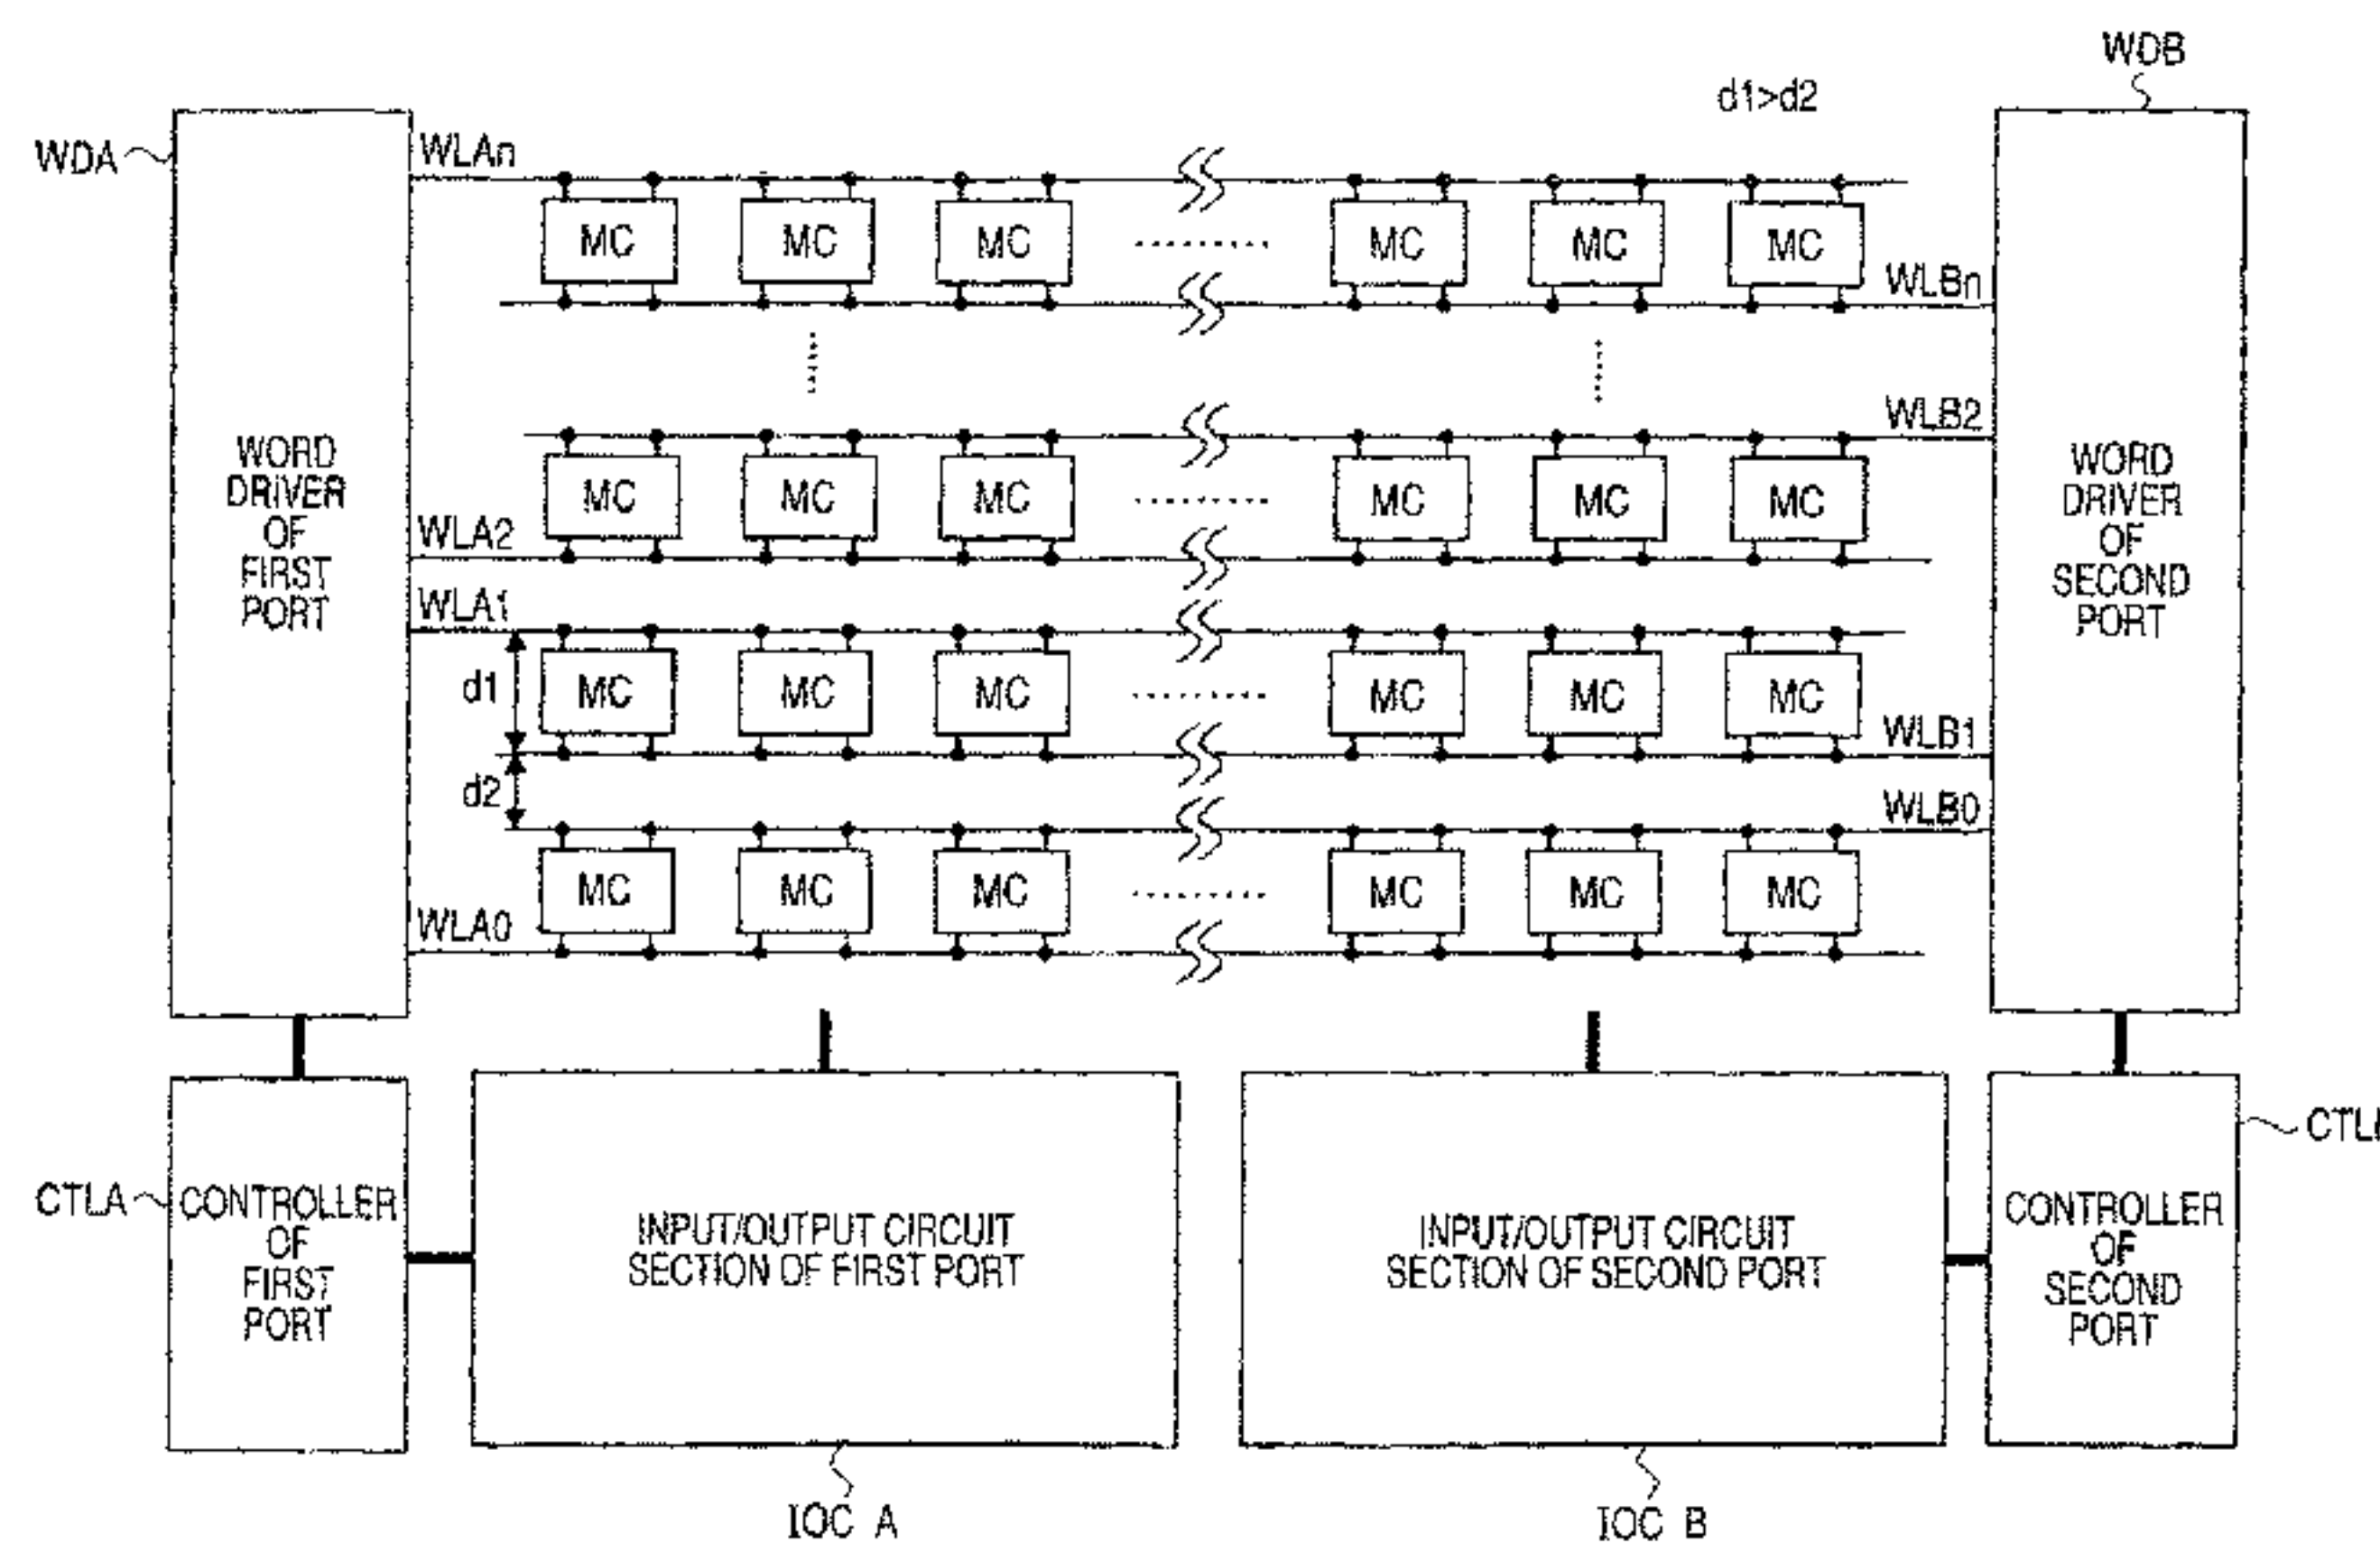 WDB
d1>d2
WDA
WLAn
MC MC MC MC MC MC
WLBn
WLB2
WORD
DRIVER
OF
FIRST
PORT
MC MC MC MC MC MC
WORD
DRIVER
OF
SECOND
PORT
WLA2
WLA1
d1
MC MC MC MC MC MC
WLB1
d2
WLB0
MC MC MC MC MC MC
WLA0
CTLA
CONTROLLER
OF
FIRST
PORT
INPUT/OUTPUT CIRCUIT
SECTION OF FIRST PORT
INPUT/OUTPUT CIRCUIT
SECTION OF SECOND PORT
CONTROLLER
OF
SECOND
PORT
IOC A
IOC B